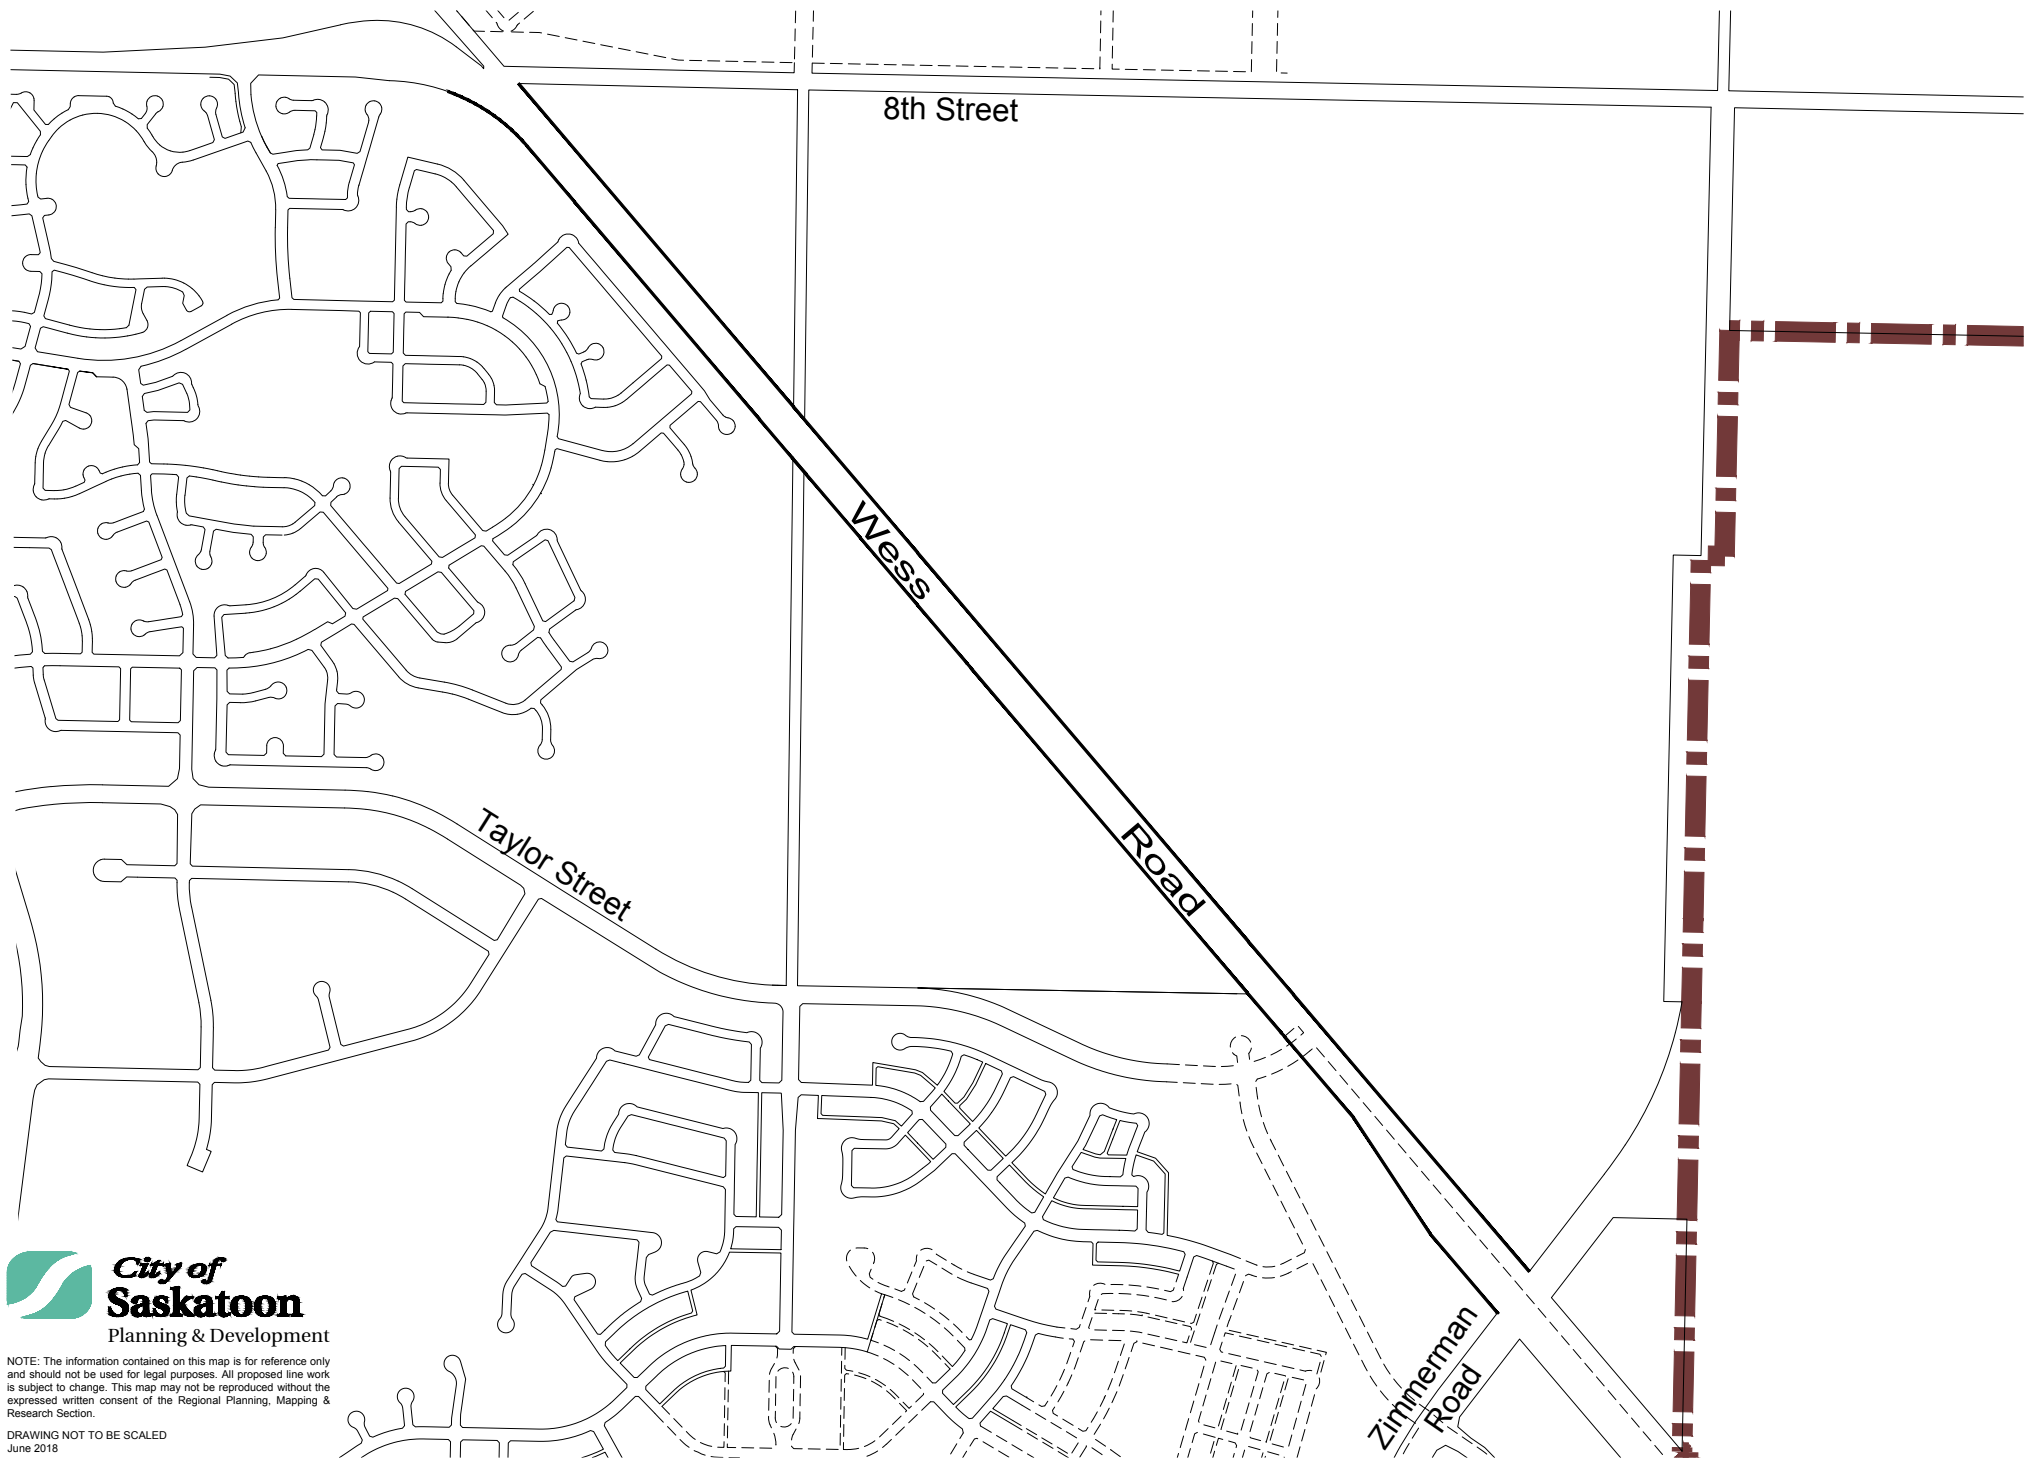 8th Street
Wess
Road
Taylor Street
Zimmerman
Road
City of
Saskatoon
Planning & Development
NOTE: The information contained on this map is for reference only
and should not be used for legal purposes. All proposed line work
is subject to change. This map may not be reproduced without the
expressed written consent of the Regional Planning, Mapping &
Research Section.
DRAWING NOT TO BE SCALED
June 2018